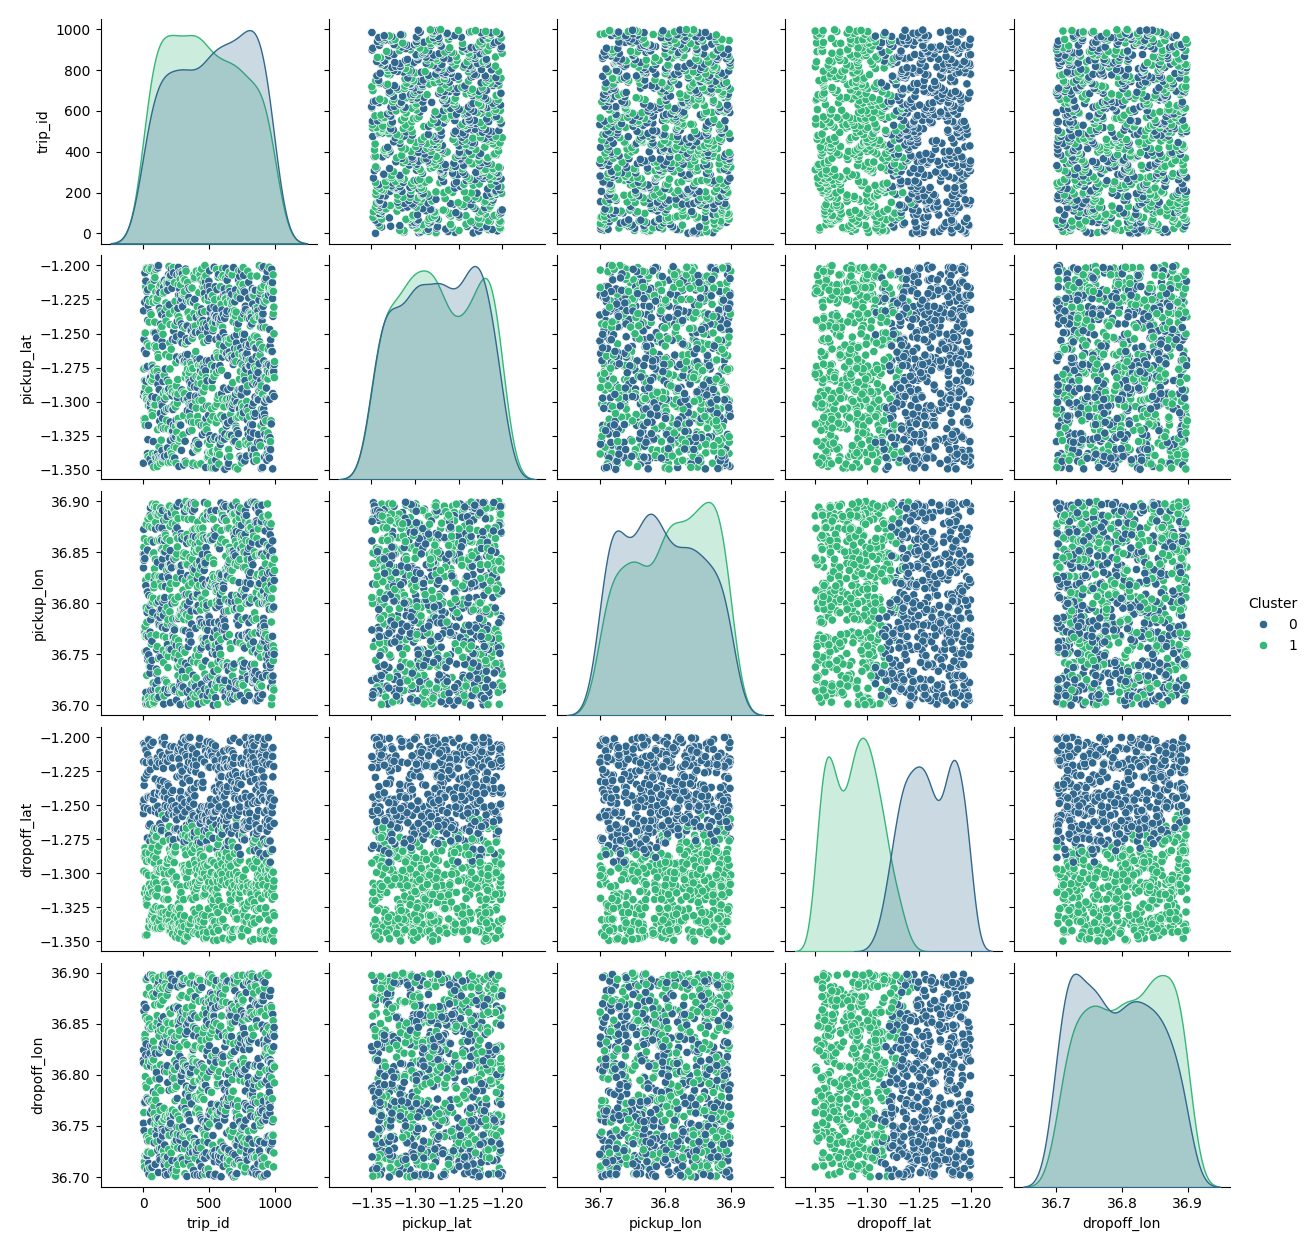 1000
800
600
400
200
0
trip_id
−1.200
−1.225
−1.250
−1.275
−1.300
−1.325
−1.350
pickup_lat
36.90
36.85
36.80
36.75
36.70
pickup_lon
Cluster
0
1
−1.200
−1.225
−1.250
−1.275
−1.300
−1.325
−1.350
dropoff_lat
36.90
36.85
36.80
36.75
36.70
dropoff_lon
0 500 1000
−1.35 −1.30 −1.25 −1.20
36.7 36.8 36.9
−1.35 −1.30 −1.25 −1.20
36.7 36.8 36.9
trip_id pickup_lat pickup_lon dropoff_lat dropoff_lon